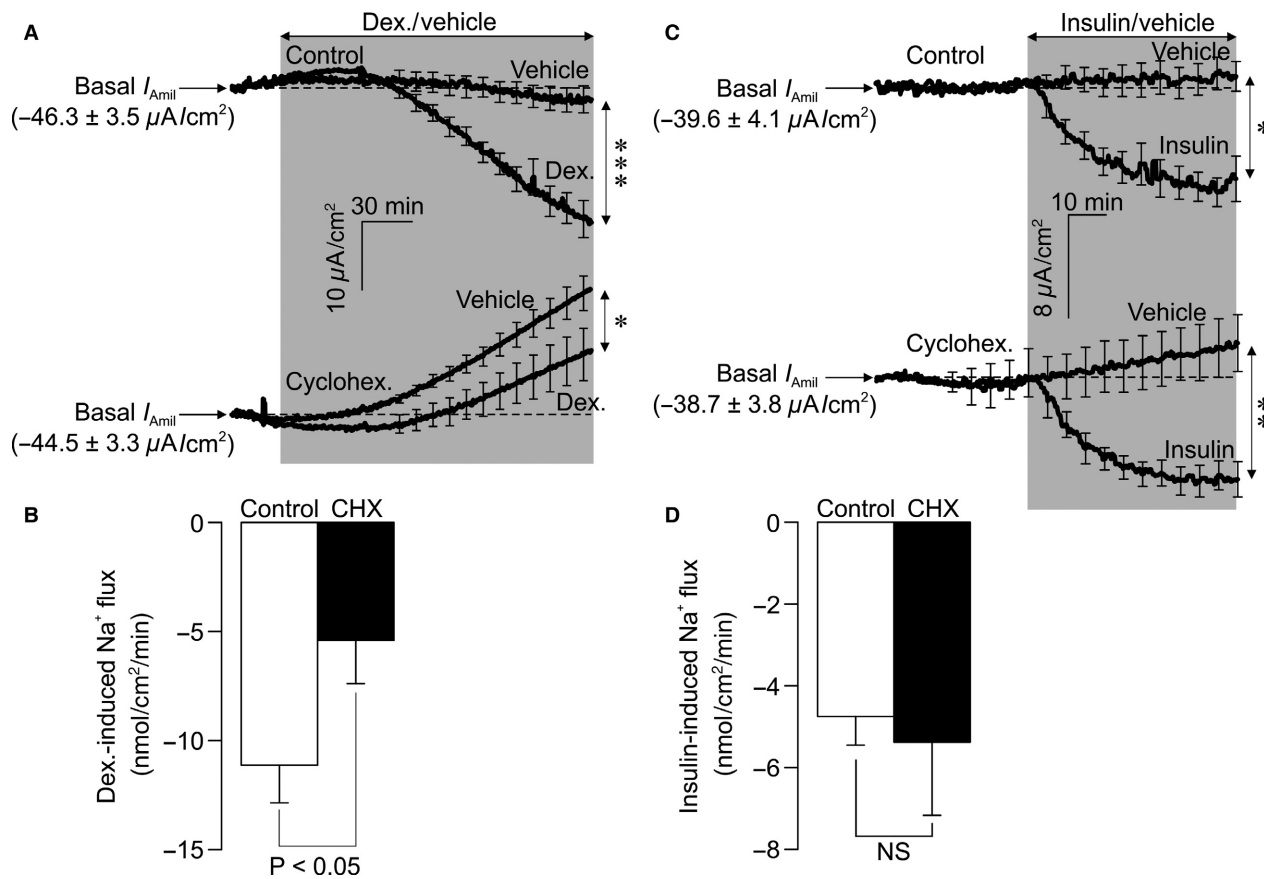 A
Dex./vehicle
Control
Vehicle
Basal I Amil
(−46.3 ± 3.5 µA/cm²)
***
Dex.
30 min
10 µA/cm²
Vehicle
*
Cyclohex.
Basal I Amil
Dex.
(−44.5 ± 3.3 µA/cm²)
C
Insulin/vehicle
Control
Vehicle
Basal I Amil
(−39.6 ± 4.1 µA/cm²)
*
Insulin
10 min
8 µA/cm²
Vehicle
Cyclohex.
Basal I Amil
(−38.7 ± 3.8 µA/cm²)
**
Insulin
B
Control CHX
0
−5
−10
−15
Dex.-induced Na⁺ flux
(nmol/cm²/min)
P < 0.05
D
Control CHX
0
−2
−4
−6
−8
Insulin-induced Na⁺ flux
(nmol/cm²/min)
NS